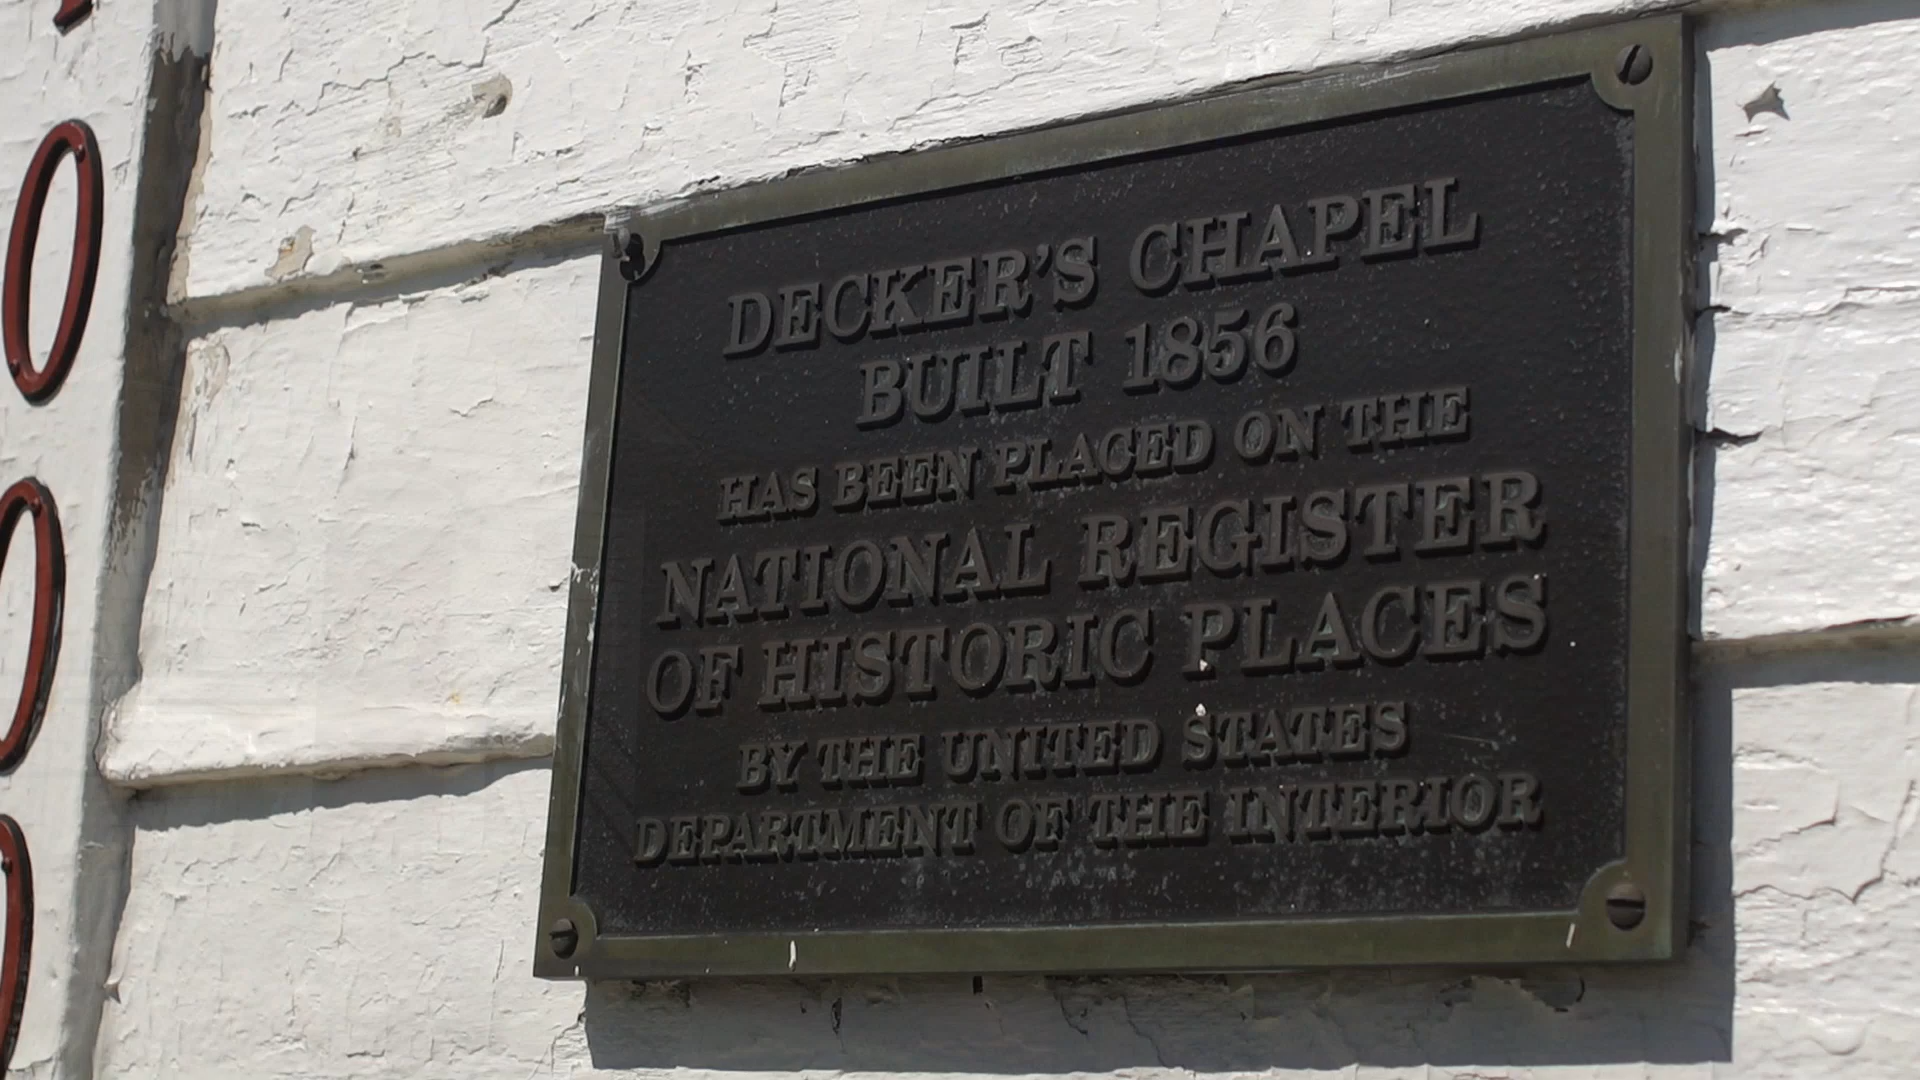 DECKER'S CHAPEL
BUILT 1856
HAS BEEN PLACED ON THE
NATIONAL REGISTER
OF HISTORIC PLACES
BY THE UNITED STATES
DEPARTMENT OF THE INTERIOR